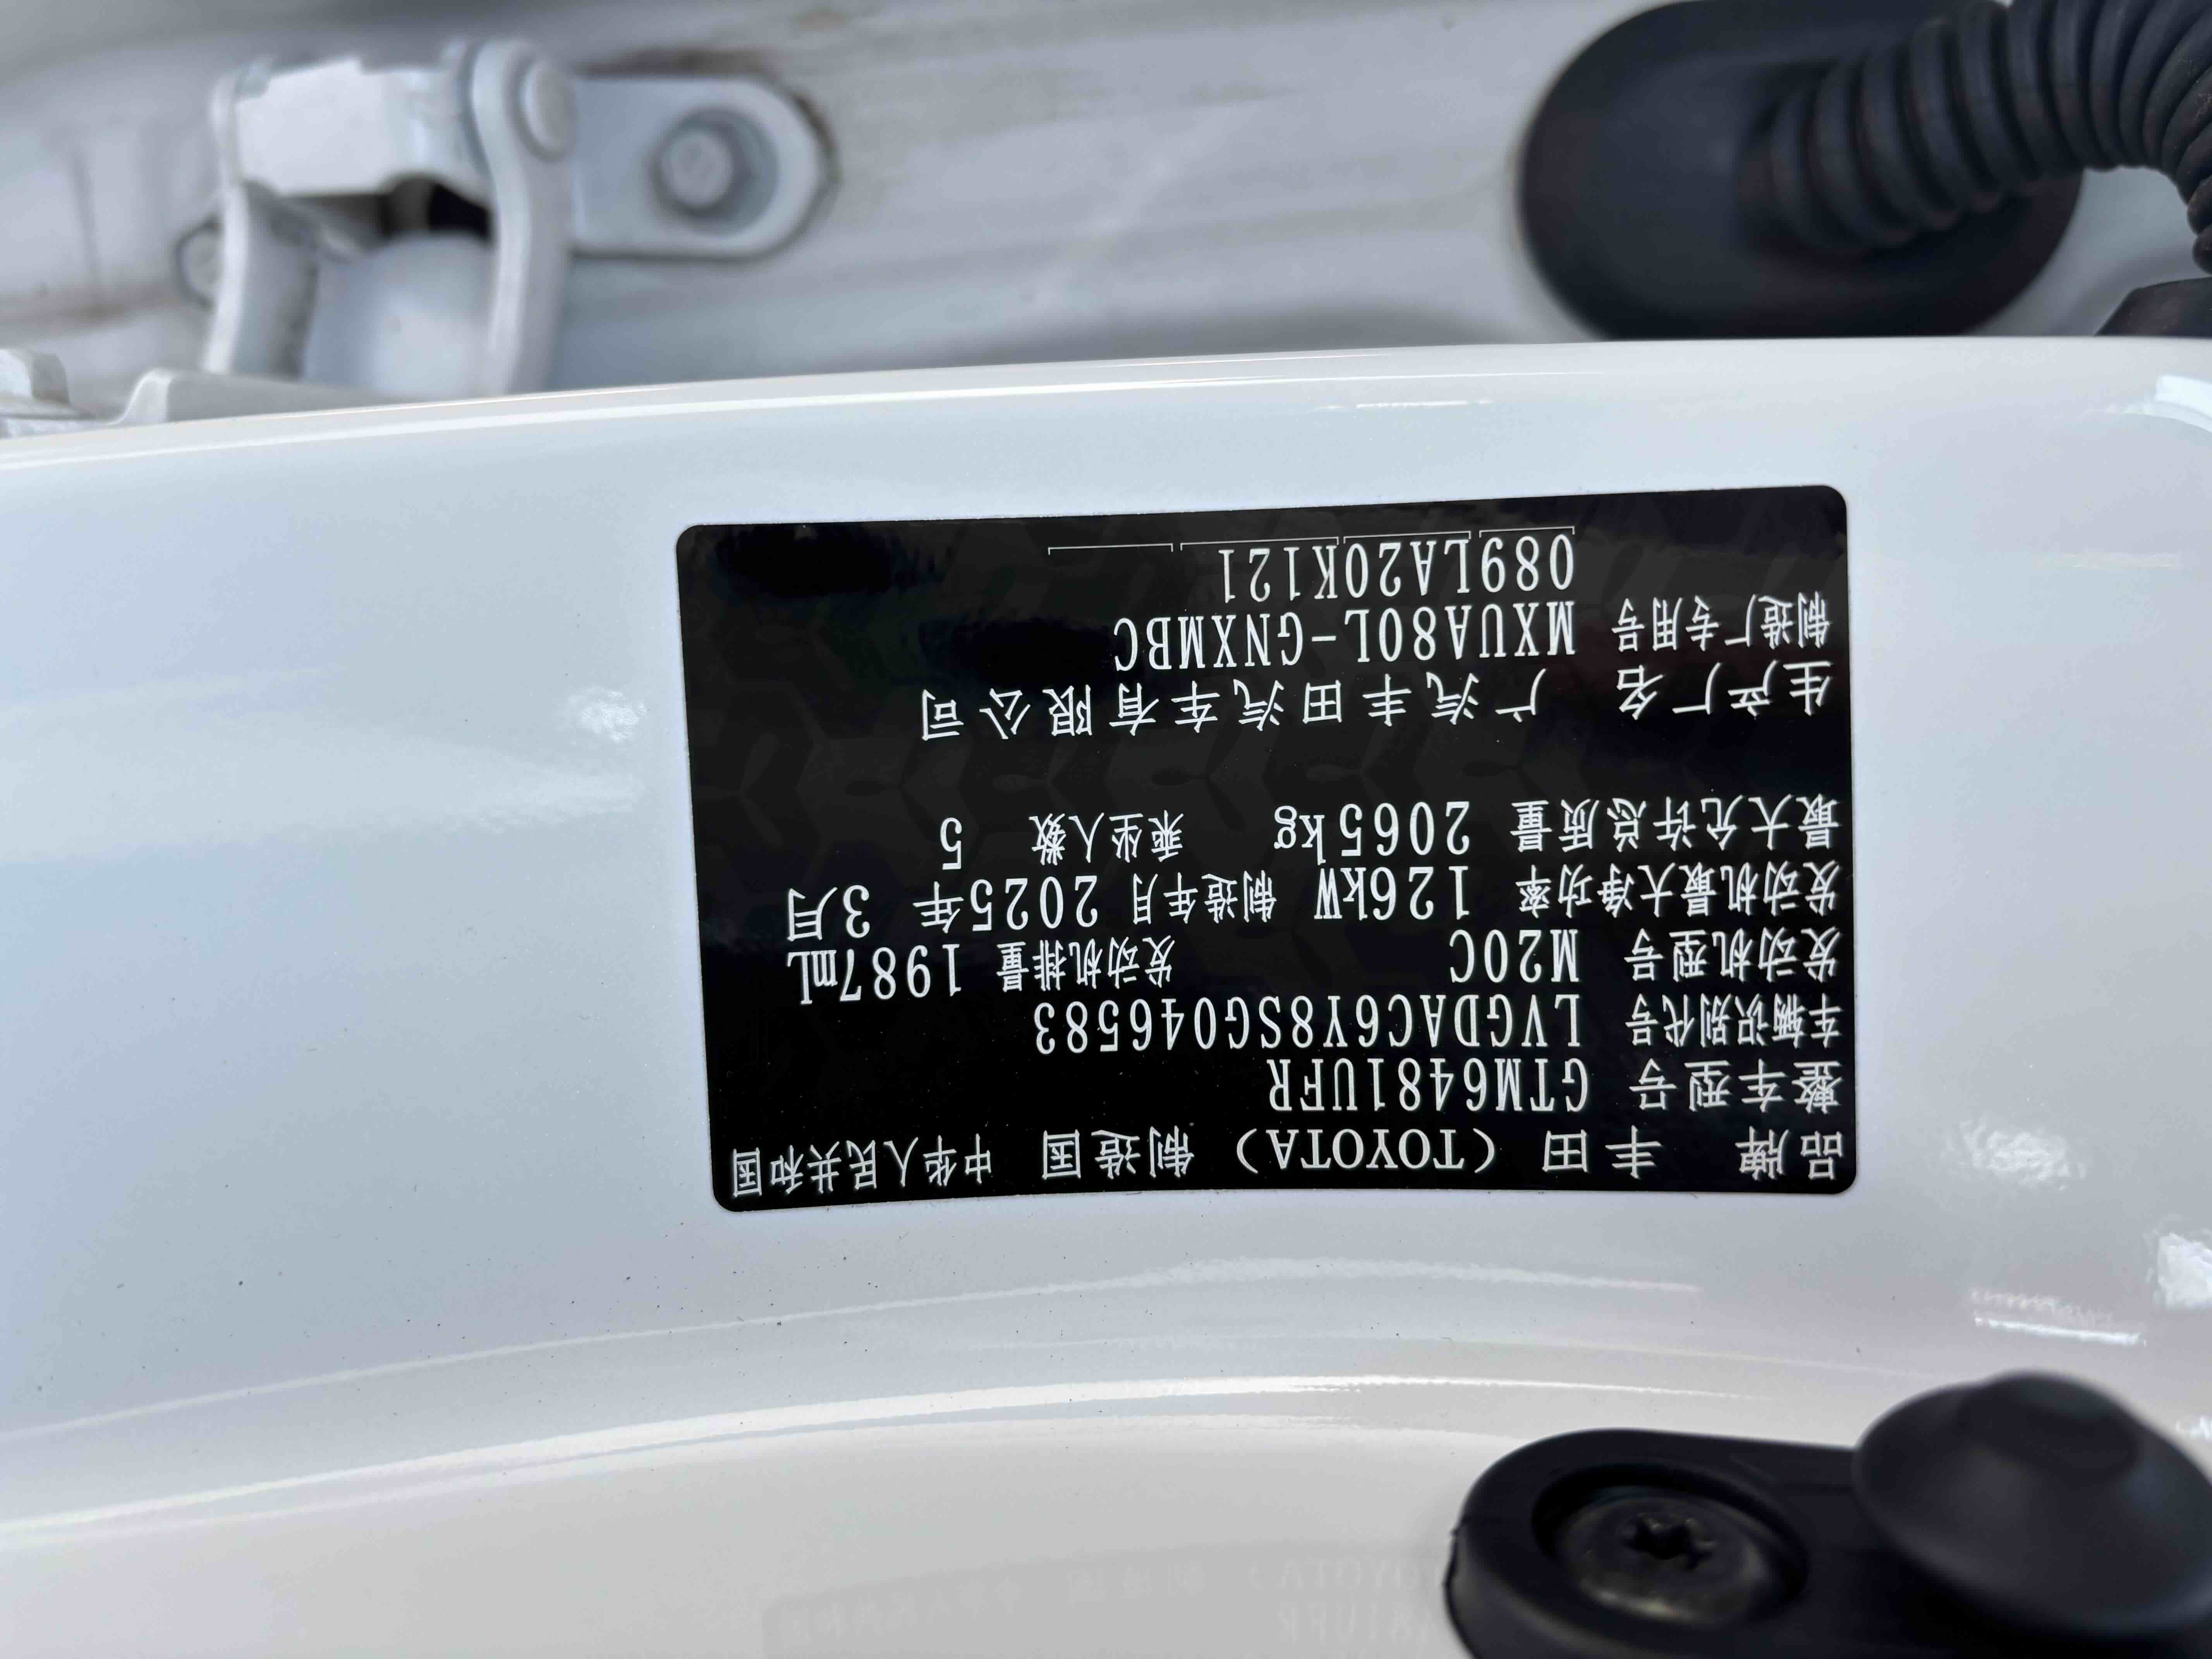 品牌 丰田（TOYOTA） 制造国 中华人民共和国
整车型号 GTM6481UFR
车辆识别代号 LVGDAC6Y8SG046583
发动机型号 M20C 发动机排量 1987mL
发动机最大净功率 126kW 制造年月 2025年 3月
最大允许总质量 2065kg 乘坐人数 5
生产厂名 广汽丰田汽车有限公司
制造厂专用号 MXUA80L-GNXMBC
089LA20K121